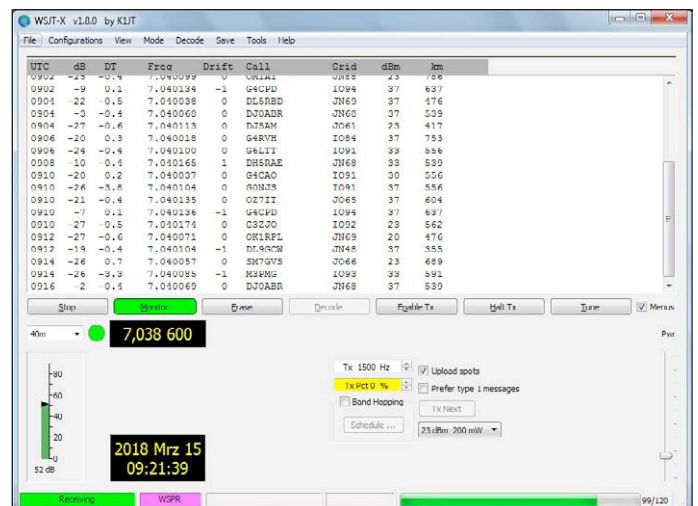 WSJT-X v1.8.0 by K1JT
File Configurations View Mode Decode Save Tools Help
UTC dB DT Freq Drift Call Grid dBm km
0902 -25 -0.4 7.040099 0 OM1AI JN88 23 786
0902 -9 0.1 7.040134 -1 G4CPD IO94 37 637
0904 -22 -0.5 7.040038 0 DL5RBD JN69 37 476
0904 -3 -0.4 7.040068 0 DJ0ABR JN68 37 539
0904 -27 -0.6 7.040113 0 DJ5AM JO61 23 417
0906 -20 0.3 7.040018 0 G4RVH IO84 37 753
0906 -24 -0.4 7.040100 0 G6LTT IO91 33 556
0908 -10 -0.4 7.040165 1 DH5RAE JN68 33 539
0910 -20 0.2 7.040037 0 G4CAO IO91 30 556
0910 -26 -3.8 7.040104 0 G0NJS IO91 37 556
0910 -21 -0.4 7.040135 0 OZ7IT JO65 37 604
0910 -7 0.1 7.040136 -1 G4CPD IO94 37 637
0910 -27 -0.5 7.040174 0 G3ZJO IO92 23 562
0912 -27 -0.6 7.040071 0 OK1RPL JN69 20 476
0912 -19 -0.4 7.040104 -1 DL9GCW JN48 37 355
0914 -26 0.7 7.040057 0 SM7GVS JO66 23 689
0914 -26 -3.3 7.040085 -1 M3PMG IO93 33 591
0916 -2 -0.4 7.040069 0 DJ0ABR JN68 37 539
Stop Monitor Erase Decode Enable Tx Halt Tx Tune Menus
40m 7,038 600 Pwr
Tx 1500 Hz Upload spots
Tx Pct 0 % Prefer type 1 messages
Band Hopping Tx Next
Schedule ... 23 dBm 200 mW
80
60
40
20
0
52 dB
2018 Mrz 15
09:21:39
Receiving WSPR 99/120